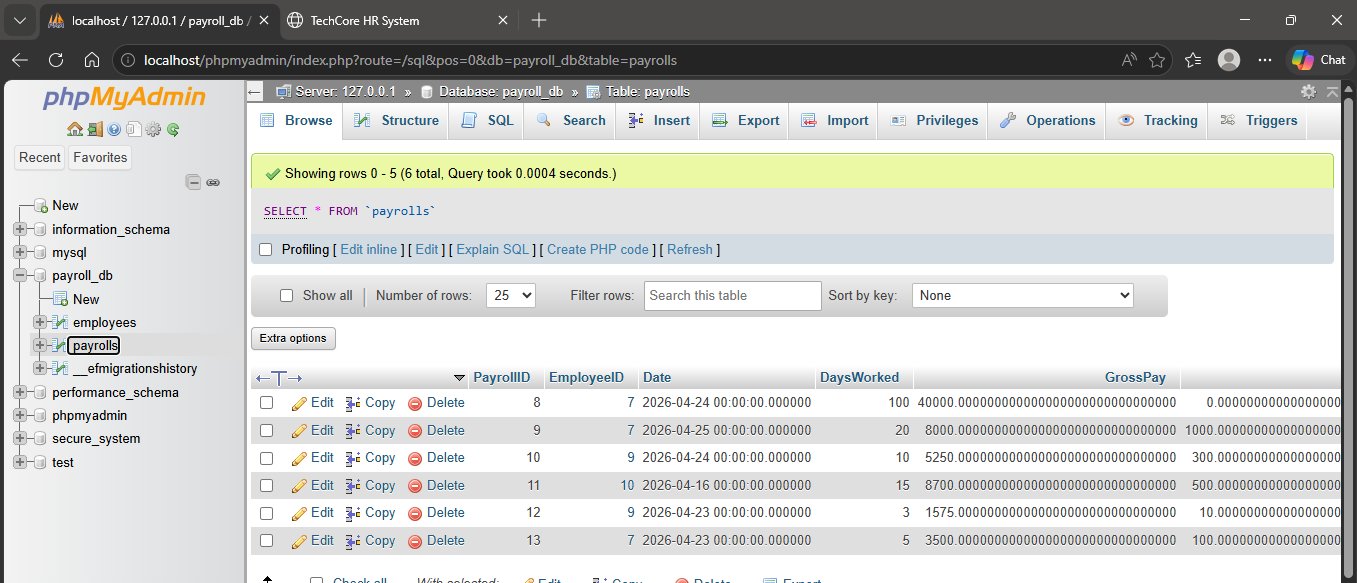 localhost / 127.0.0.1 / payroll_db /
TechCore HR System
localhost/phpmyadmin/index.php?route=/sql&pos=0&db=payroll_db&table=payrolls
Chat
phpMyAdmin
Recent
Favorites
New
information_schema
mysql
payroll_db
New
employees
payrolls
__efmigrationshistory
performance_schema
phpmyadmin
secure_system
test
Server: 127.0.0.1 » Database: payroll_db » Table: payrolls
Browse Structure SQL Search Insert Export Import Privileges Operations Tracking Triggers
Showing rows 0 - 5 (6 total, Query took 0.0004 seconds.)
SELECT * FROM `payrolls`
Profiling [ Edit inline ] [ Edit ] [ Explain SQL ] [ Create PHP code ] [ Refresh ]
Show all Number of rows: 25 Filter rows: Search this table Sort by key: None
Extra options
PayrollID EmployeeID Date DaysWorked GrossPay
Edit Copy Delete 8 7 2026-04-24 00:00:00.000000 100 40000.000000000000000000000000000000 0.00000000000000000
Edit Copy Delete 9 7 2026-04-25 00:00:00.000000 20 8000.000000000000000000000000000000 1000.00000000000000000
Edit Copy Delete 10 9 2026-04-24 00:00:00.000000 10 5250.000000000000000000000000000000 300.00000000000000000
Edit Copy Delete 11 10 2026-04-16 00:00:00.000000 15 8700.000000000000000000000000000000 500.00000000000000000
Edit Copy Delete 12 9 2026-04-23 00:00:00.000000 3 1575.000000000000000000000000000000 10.00000000000000000
Edit Copy Delete 13 7 2026-04-23 00:00:00.000000 5 3500.000000000000000000000000000000 100.00000000000000000
Check all With selected: Edit Copy Delete Export